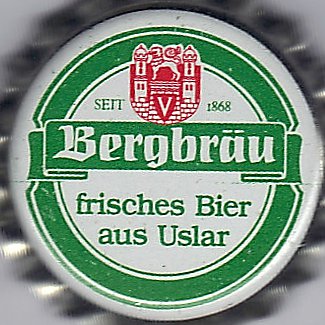 SEIT 1868
V
Bergbräu
frisches Bier
aus Uslar